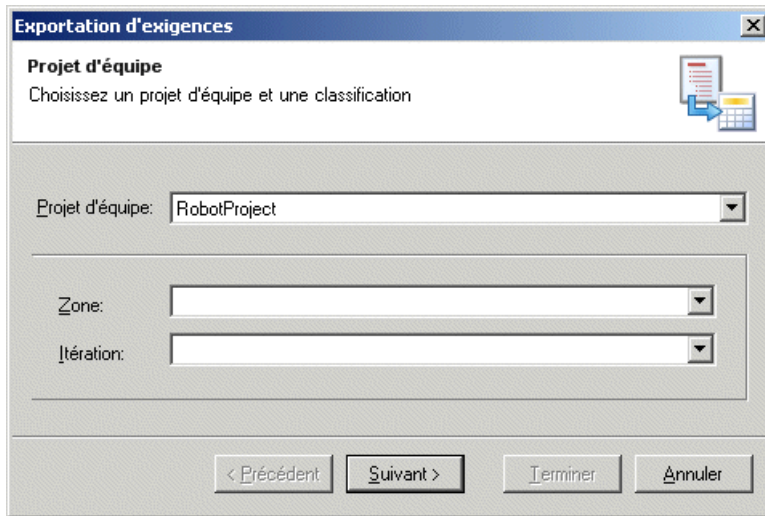 Exportation d'exigences
Projet d'équipe
Choisissez un projet d'équipe et une classification
Projet d'équipe: RobotProject
Zone:
Itération:
< Précédent Suivant > Terminer Annuler